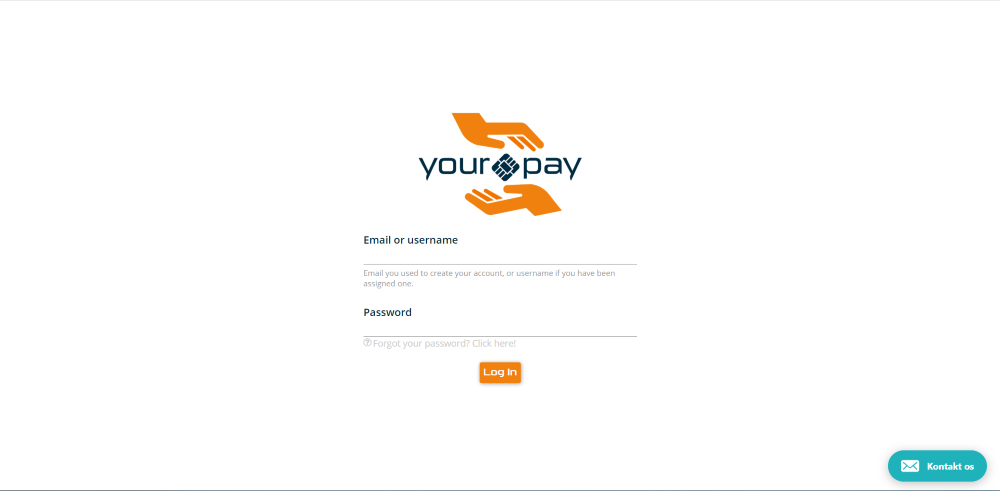 your pay
Email or username
Email you used to create your account, or username if you have been
assigned one.
Password
Forgot your password? Click here!
Log In
Kontakt os